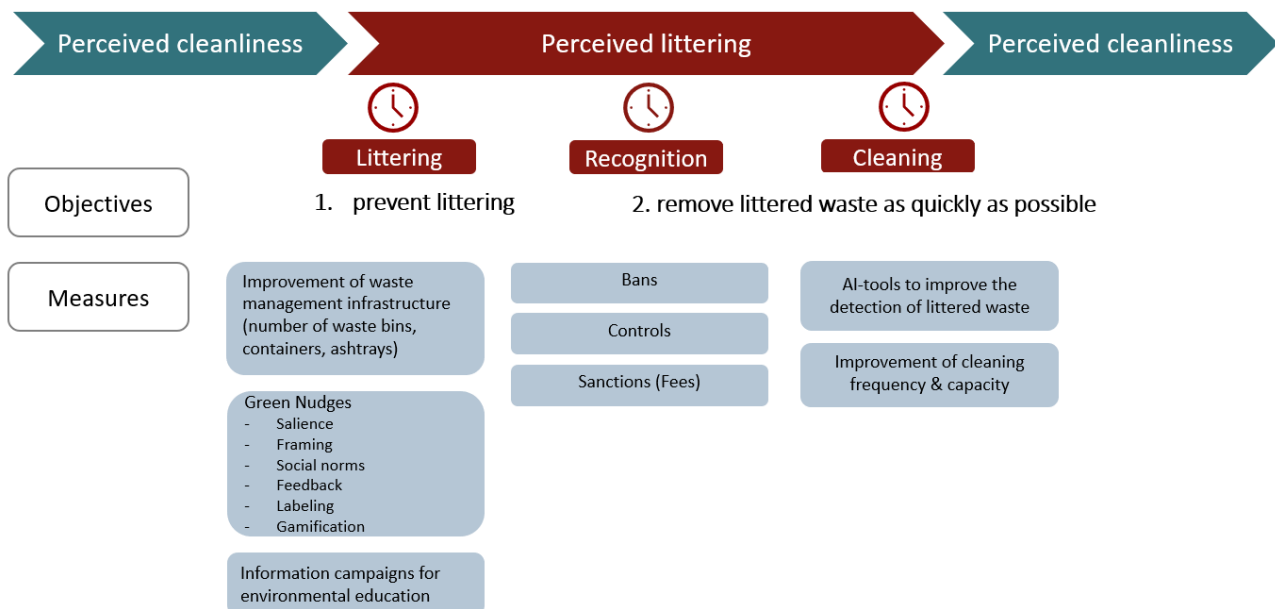 Perceived cleanliness
Perceived littering
Perceived cleanliness
Littering
Recognition
Cleaning
Objectives
1. prevent littering
2. remove littered waste as quickly as possible
Measures
Improvement of waste
management infrastructure
(number of waste bins,
containers, ashtrays)
Green Nudges
- Salience
- Framing
- Social norms
- Feedback
- Labeling
- Gamification
Information campaigns for
environmental education
Bans
Controls
Sanctions (Fees)
AI-tools to improve the
detection of littered waste
Improvement of cleaning
frequency & capacity